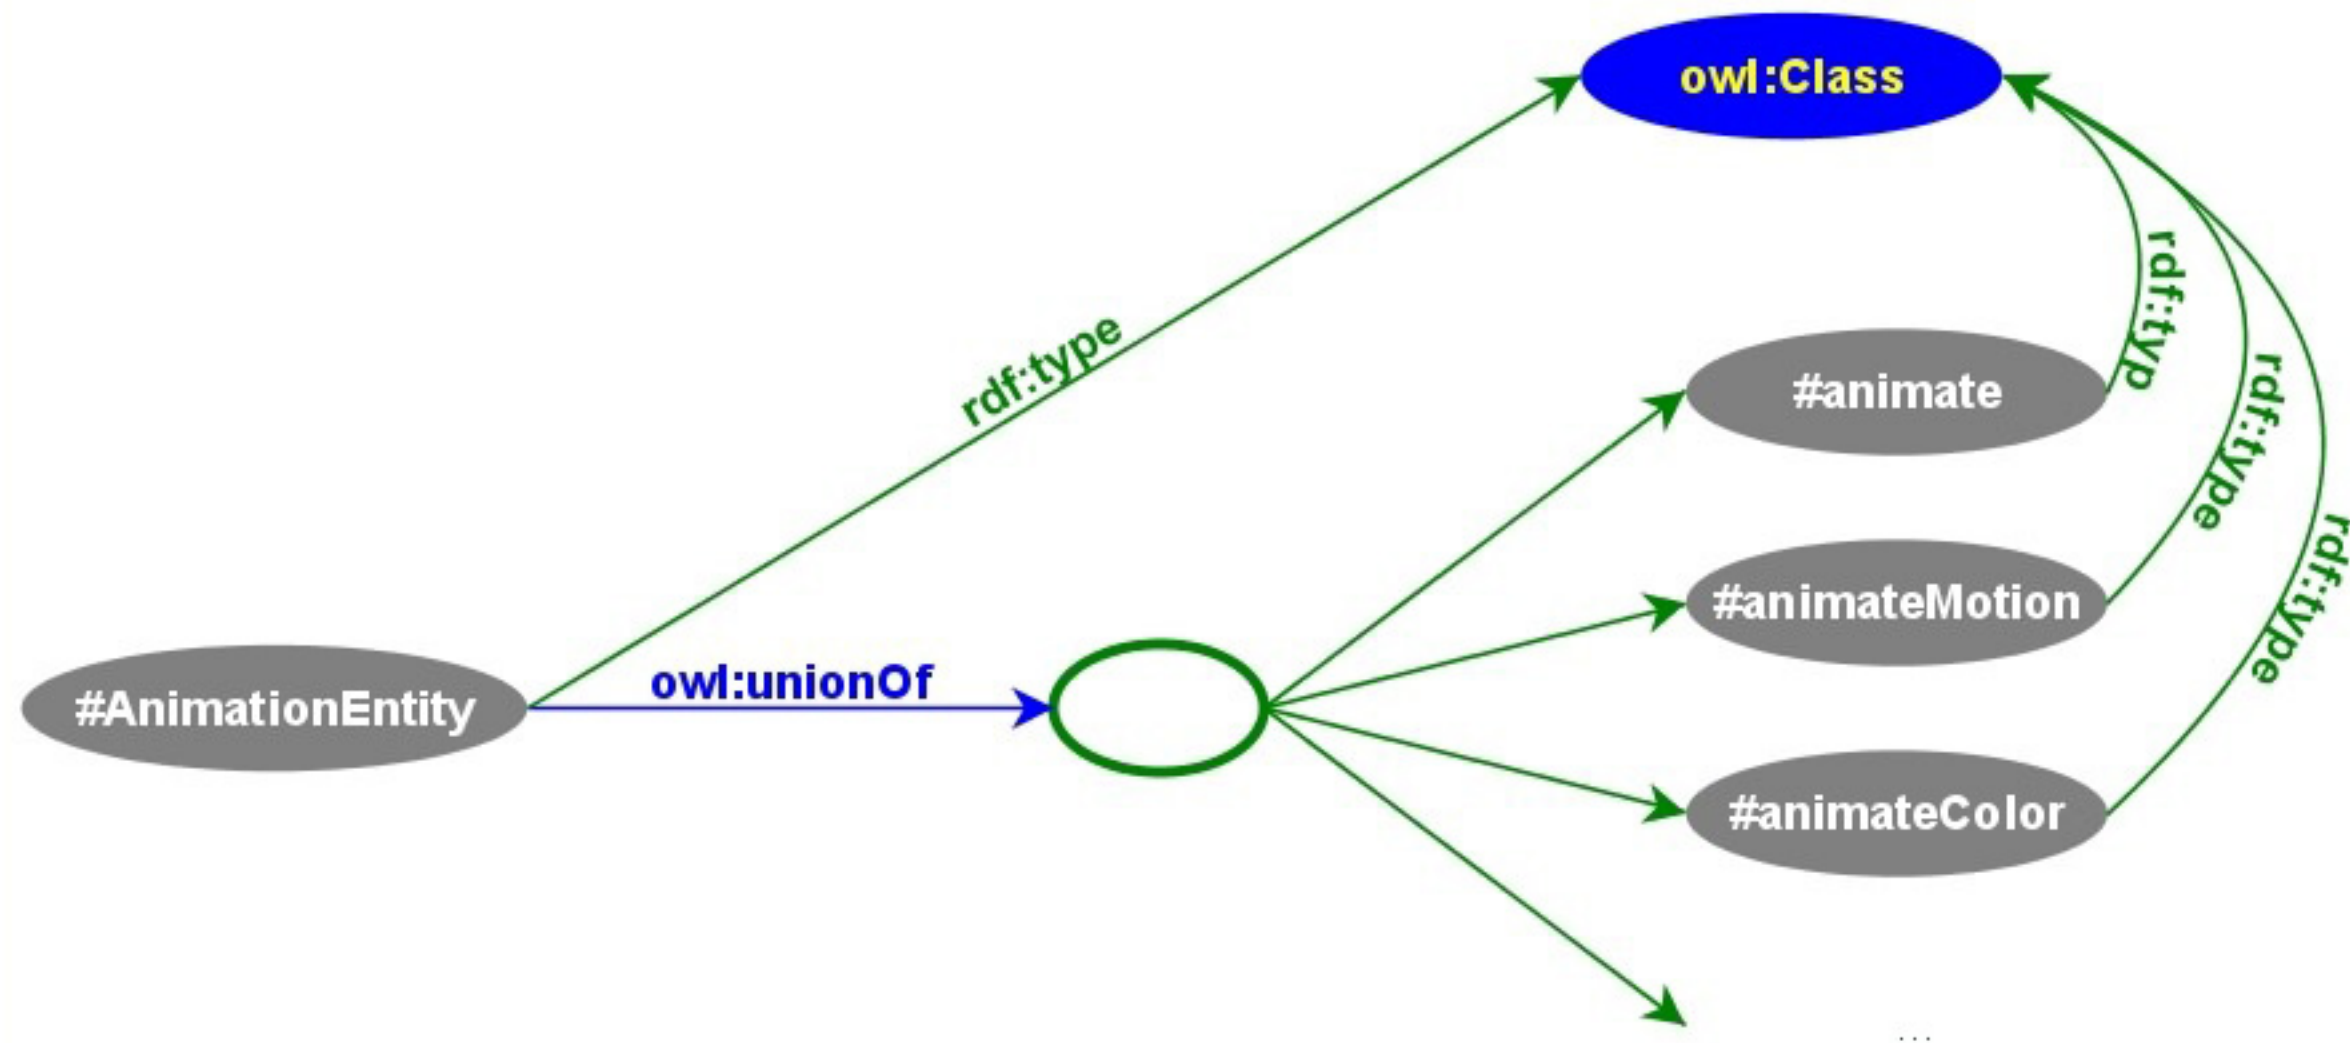 owl:Class
rdf:type
rdf:typ
#animate
rdf:type
#animateMotion
rdf:type
owl:unionOf
#AnimationEntity
#animateColor
...